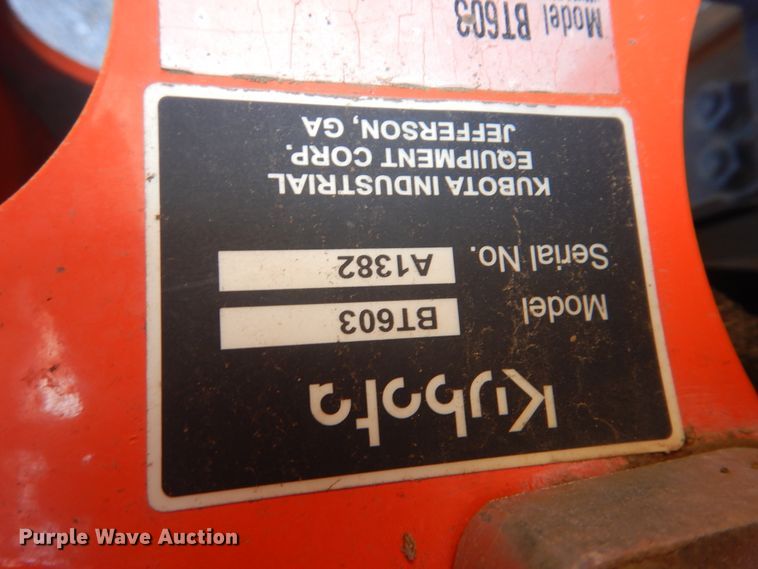 Model BT603
Kubota
Model BT603
Serial No. A1382
KUBOTA INDUSTRIAL
EQUIPMENT CORP.
JEFFERSON, GA
Purple Wave Auction